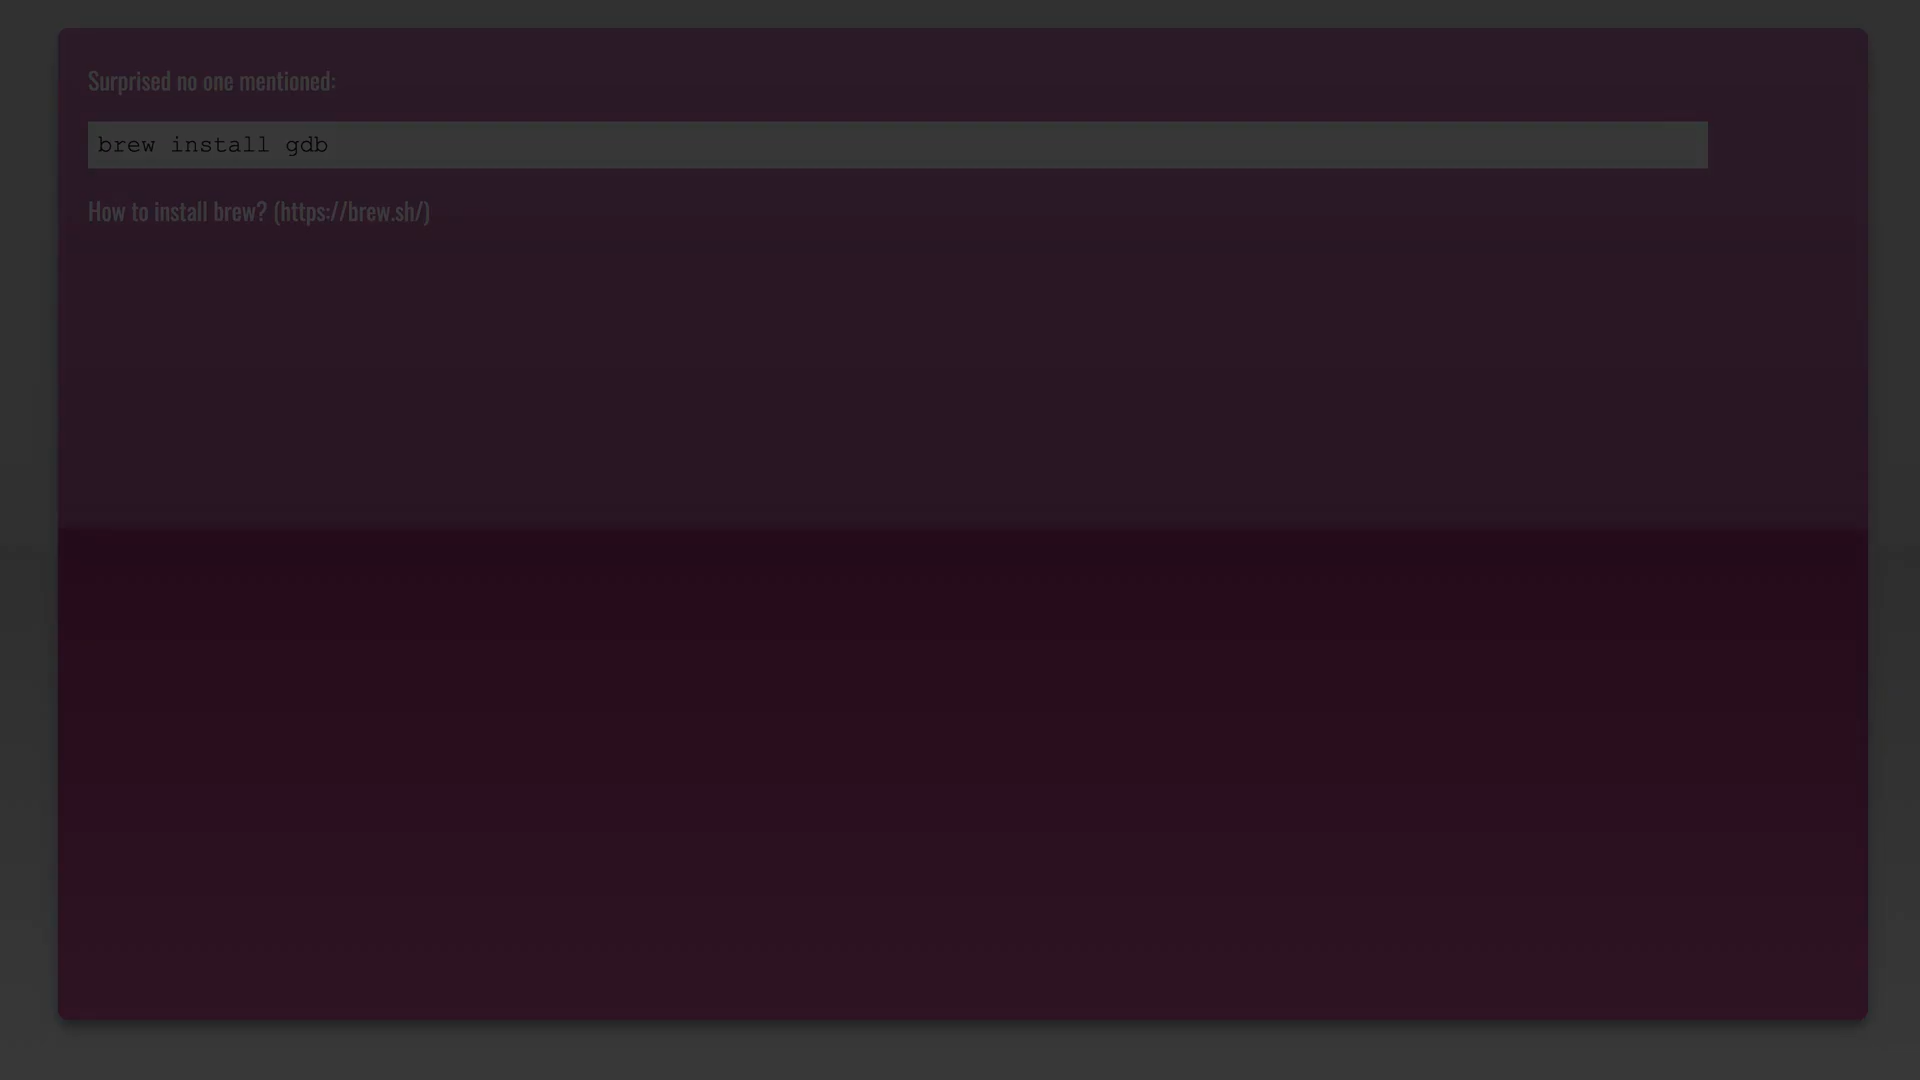 Surprised no one mentioned:
brew install gdb
How to install brew? (https://brew.sh/)